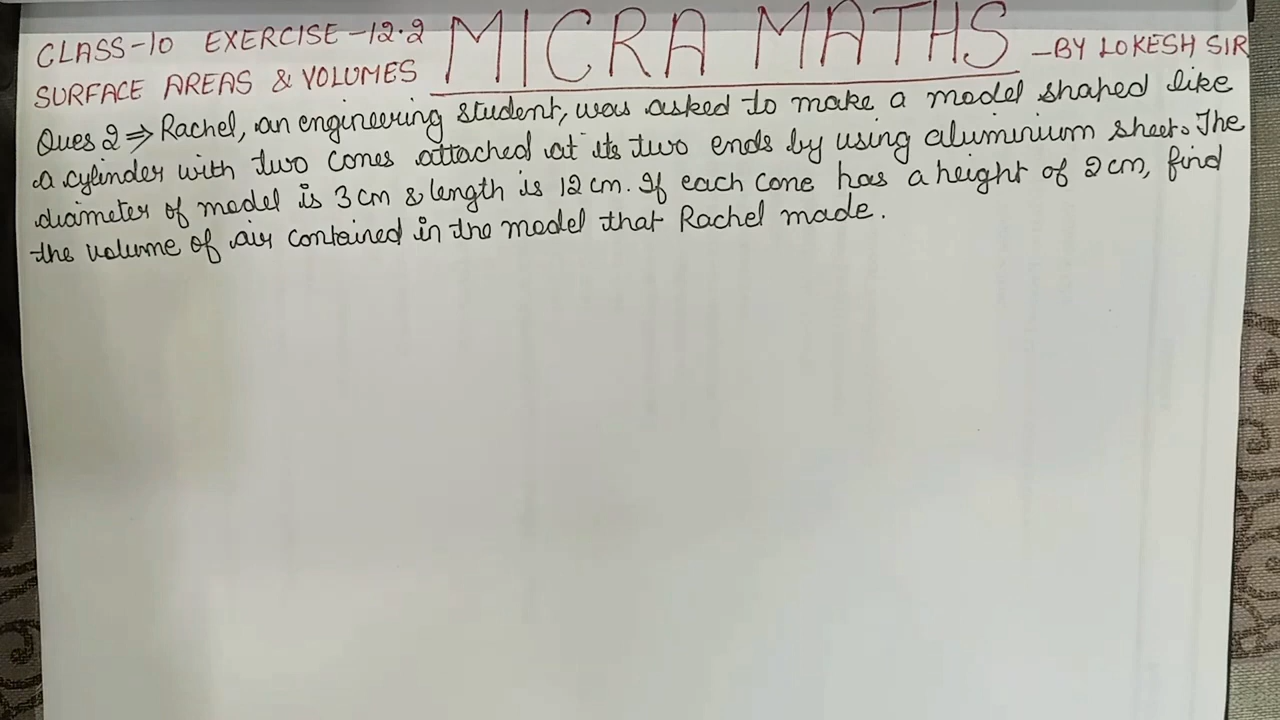 CLASS-10 EXERCISE-12.2 MICRA MATHS -BY LOKESH SIR
SURFACE AREAS & VOLUMES
Ques 2 ⇒ Rachel, an engineering student, was asked to make a model shaped like
a cylinder with two cones attached at its two ends by using aluminium sheet. The
diameter of model is 3 cm & length is 12 cm. If each cone has a height of 2 cm, find
the volume of air contained in the model that Rachel made.